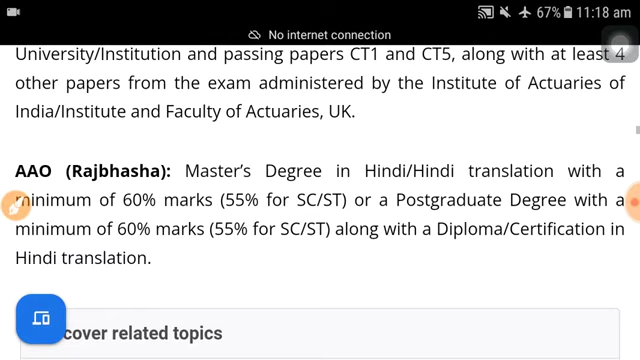 67% 11:18 am
No internet connection
University/Institution and passing papers CT1 and CT5, along with at least 4
other papers from the exam administered by the Institute of Actuaries of
India/Institute and Faculty of Actuaries, UK.
AAO (Rajbhasha): Master's Degree in Hindi/Hindi translation with a
minimum of 60% marks (55% for SC/ST) or a Postgraduate Degree with a
minimum of 60% marks (55% for SC/ST) along with a Diploma/Certification in
Hindi translation.
cover related topics